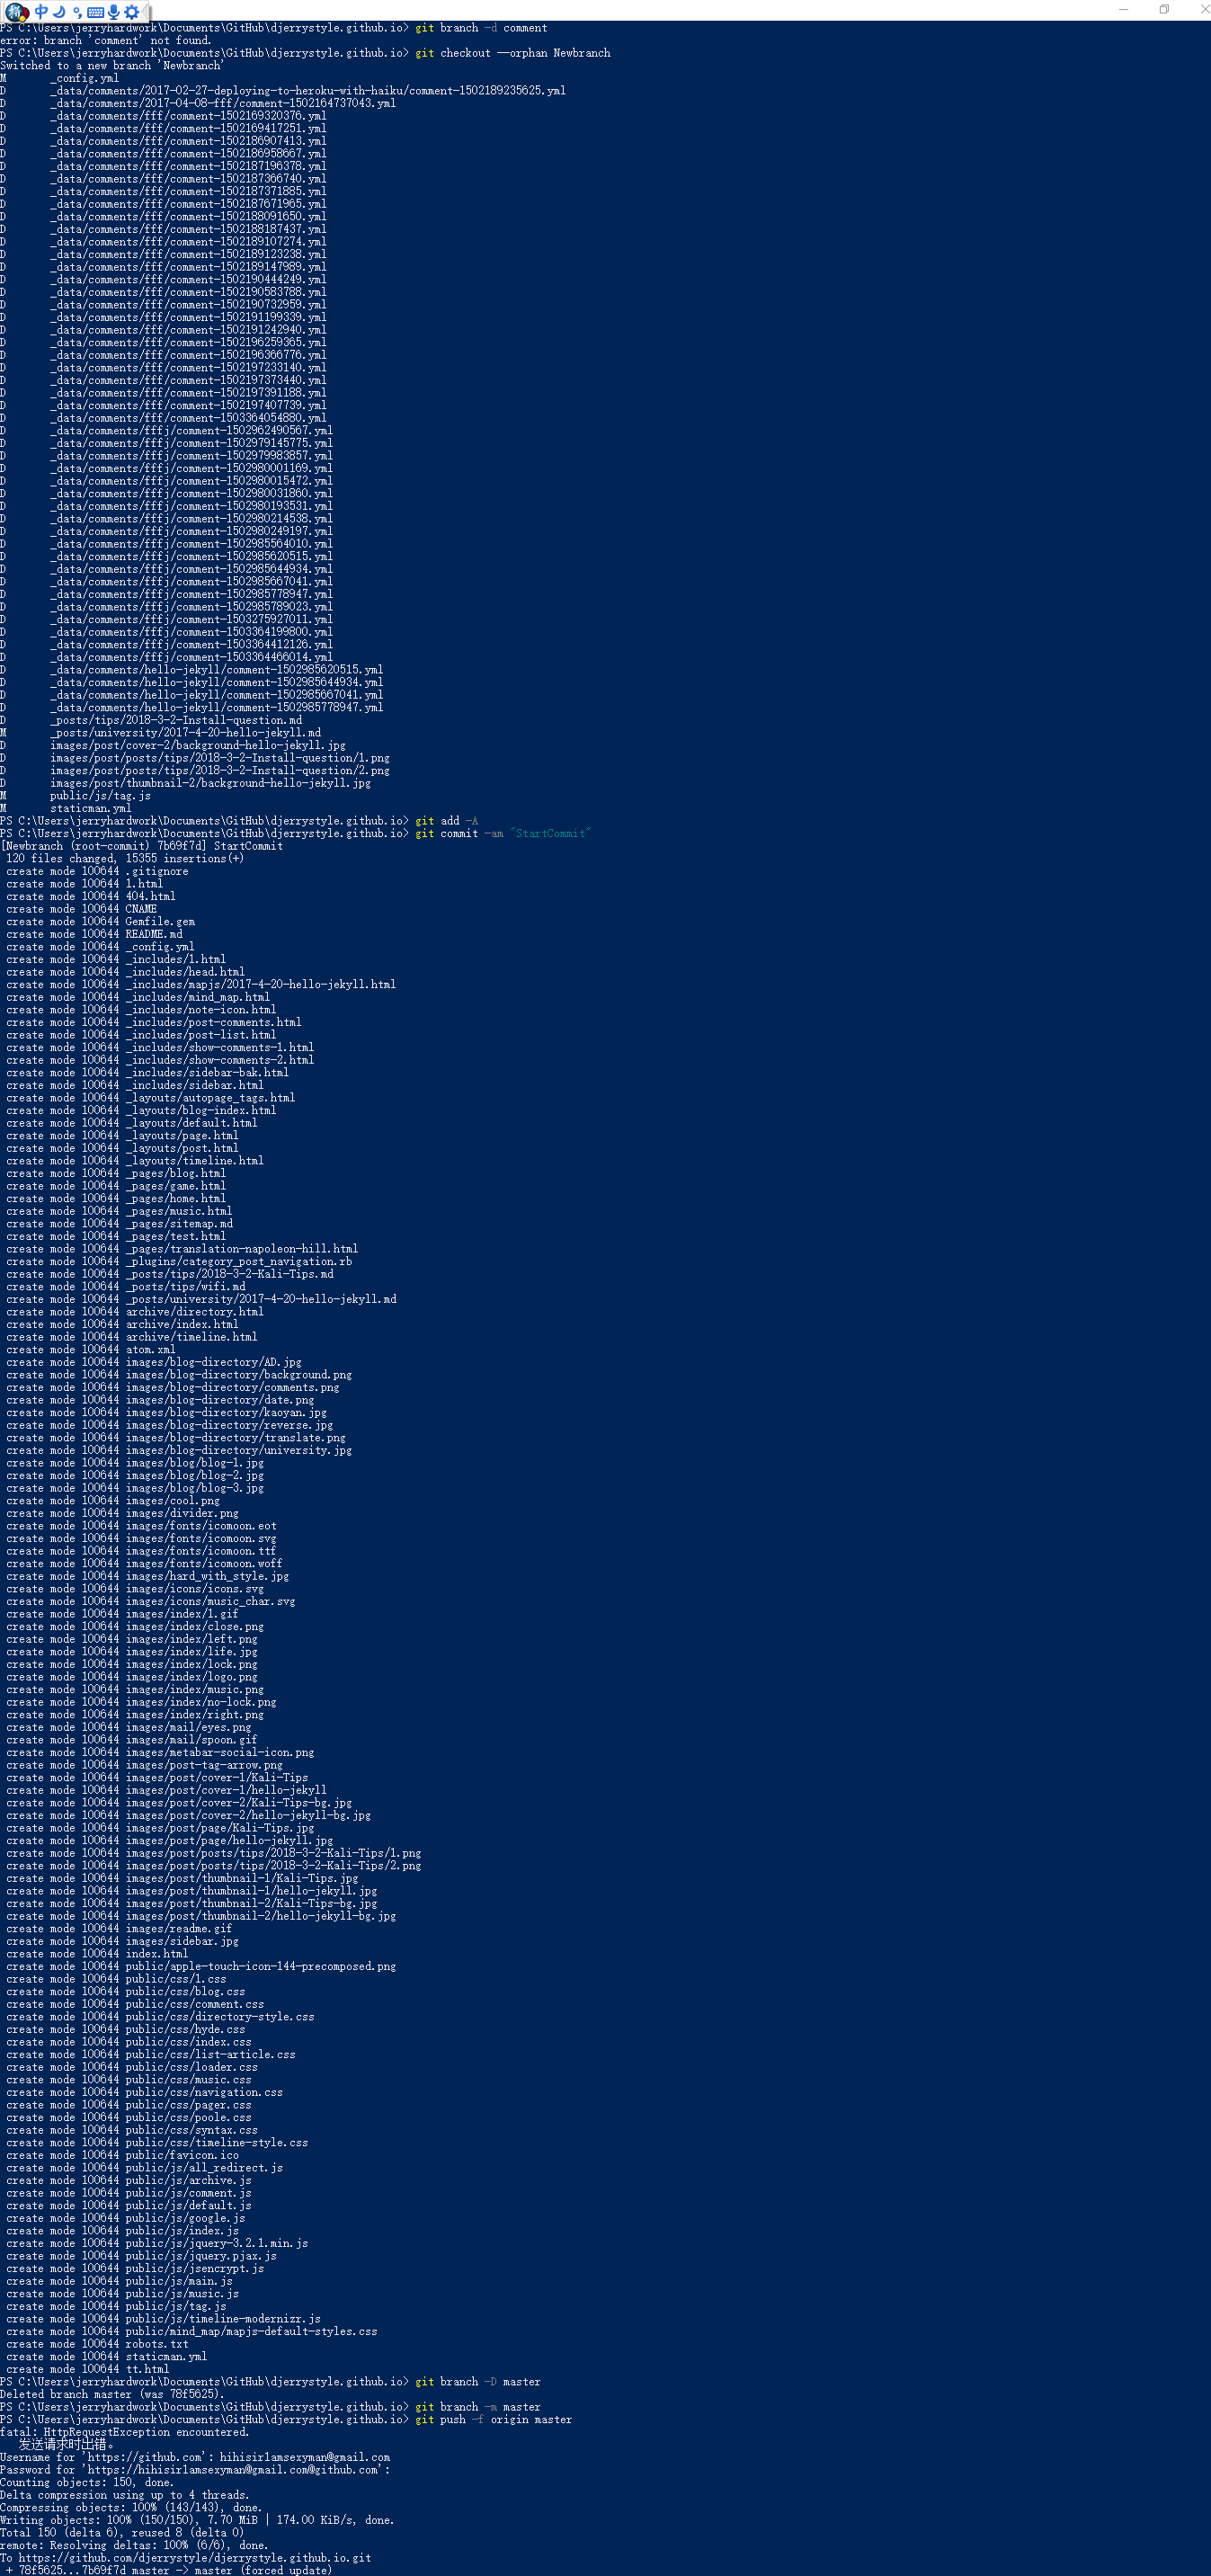 拼 中
PS C:\Users\jerryhardwork\Documents\GitHub\djerrystyle.github.io> git branch -d comment
error: branch 'comment' not found.
PS C:\Users\jerryhardwork\Documents\GitHub\djerrystyle.github.io> git checkout --orphan Newbranch
Switched to a new branch 'Newbranch'
M _config.yml
D _data/comments/2017-02-27-deploying-to-heroku-with-haiku/comment-1502189235625.yml
D _data/comments/2017-04-08-fff/comment-1502164737043.yml
D _data/comments/fff/comment-1502169320376.yml
D _data/comments/fff/comment-1502169417251.yml
D _data/comments/fff/comment-1502186907413.yml
D _data/comments/fff/comment-1502186958667.yml
D _data/comments/fff/comment-1502187196378.yml
D _data/comments/fff/comment-1502187366740.yml
D _data/comments/fff/comment-1502187371885.yml
D _data/comments/fff/comment-1502187671965.yml
D _data/comments/fff/comment-1502188091650.yml
D _data/comments/fff/comment-1502188187437.yml
D _data/comments/fff/comment-1502189107274.yml
D _data/comments/fff/comment-1502189123238.yml
D _data/comments/fff/comment-1502189147989.yml
D _data/comments/fff/comment-1502190444249.yml
D _data/comments/fff/comment-1502190583788.yml
D _data/comments/fff/comment-1502190732959.yml
D _data/comments/fff/comment-1502191199339.yml
D _data/comments/fff/comment-1502191242940.yml
D _data/comments/fff/comment-1502196259365.yml
D _data/comments/fff/comment-1502196366776.yml
D _data/comments/fff/comment-1502197233140.yml
D _data/comments/fff/comment-1502197373440.yml
D _data/comments/fff/comment-1502197391188.yml
D _data/comments/fff/comment-1502197407739.yml
D _data/comments/fff/comment-1503364054880.yml
D _data/comments/fffj/comment-1502962490567.yml
D _data/comments/fffj/comment-1502979145775.yml
D _data/comments/fffj/comment-1502979983857.yml
D _data/comments/fffj/comment-1502980001169.yml
D _data/comments/fffj/comment-1502980015472.yml
D _data/comments/fffj/comment-1502980031860.yml
D _data/comments/fffj/comment-1502980193531.yml
D _data/comments/fffj/comment-1502980214538.yml
D _data/comments/fffj/comment-1502980249197.yml
D _data/comments/fffj/comment-1502985564010.yml
D _data/comments/fffj/comment-1502985620515.yml
D _data/comments/fffj/comment-1502985644934.yml
D _data/comments/fffj/comment-1502985667041.yml
D _data/comments/fffj/comment-1502985778947.yml
D _data/comments/fffj/comment-1502985789023.yml
D _data/comments/fffj/comment-1503275927011.yml
D _data/comments/fffj/comment-1503364199800.yml
D _data/comments/fffj/comment-1503364412126.yml
D _data/comments/fffj/comment-1503364466014.yml
D _data/comments/hello-jekyll/comment-1502985620515.yml
D _data/comments/hello-jekyll/comment-1502985644934.yml
D _data/comments/hello-jekyll/comment-1502985667041.yml
D _data/comments/hello-jekyll/comment-1502985778947.yml
D _posts/tips/2018-3-2-Install-question.md
M _posts/university/2017-4-20-hello-jekyll.md
D images/post/cover-2/background-hello-jekyll.jpg
D images/post/posts/tips/2018-3-2-Install-question/1.png
D images/post/posts/tips/2018-3-2-Install-question/2.png
D images/post/thumbnail-2/background-hello-jekyll.jpg
M public/js/tag.js
M staticman.yml
PS C:\Users\jerryhardwork\Documents\GitHub\djerrystyle.github.io> git add -A
PS C:\Users\jerryhardwork\Documents\GitHub\djerrystyle.github.io> git commit -am "StartCommit"
[Newbranch (root-commit) 7b69f7d] StartCommit
120 files changed, 15355 insertions(+)
create mode 100644 .gitignore
create mode 100644 1.html
create mode 100644 404.html
create mode 100644 CNAME
create mode 100644 Gemfile.gem
create mode 100644 README.md
create mode 100644 _config.yml
create mode 100644 _includes/1.html
create mode 100644 _includes/head.html
create mode 100644 _includes/mapjs/2017-4-20-hello-jekyll.html
create mode 100644 _includes/mind_map.html
create mode 100644 _includes/note-icon.html
create mode 100644 _includes/post-comments.html
create mode 100644 _includes/post-list.html
create mode 100644 _includes/show-comments-1.html
create mode 100644 _includes/show-comments-2.html
create mode 100644 _includes/sidebar-bak.html
create mode 100644 _includes/sidebar.html
create mode 100644 _layouts/autopage_tags.html
create mode 100644 _layouts/blog-index.html
create mode 100644 _layouts/default.html
create mode 100644 _layouts/page.html
create mode 100644 _layouts/post.html
create mode 100644 _layouts/timeline.html
create mode 100644 _pages/blog.html
create mode 100644 _pages/game.html
create mode 100644 _pages/home.html
create mode 100644 _pages/music.html
create mode 100644 _pages/sitemap.md
create mode 100644 _pages/test.html
create mode 100644 _pages/translation-napoleon-hill.html
create mode 100644 _plugins/category_post_navigation.rb
create mode 100644 _posts/tips/2018-3-2-Kali-Tips.md
create mode 100644 _posts/tips/wifi.md
create mode 100644 _posts/university/2017-4-20-hello-jekyll.md
create mode 100644 archive/directory.html
create mode 100644 archive/index.html
create mode 100644 archive/timeline.html
create mode 100644 atom.xml
create mode 100644 images/blog-directory/AD.jpg
create mode 100644 images/blog-directory/background.png
create mode 100644 images/blog-directory/comments.png
create mode 100644 images/blog-directory/date.png
create mode 100644 images/blog-directory/kaoyan.jpg
create mode 100644 images/blog-directory/reverse.jpg
create mode 100644 images/blog-directory/translate.png
create mode 100644 images/blog-directory/university.jpg
create mode 100644 images/blog/blog-1.jpg
create mode 100644 images/blog/blog-2.jpg
create mode 100644 images/blog/blog-3.jpg
create mode 100644 images/cool.png
create mode 100644 images/divider.png
create mode 100644 images/fonts/icomoon.eot
create mode 100644 images/fonts/icomoon.svg
create mode 100644 images/fonts/icomoon.ttf
create mode 100644 images/fonts/icomoon.woff
create mode 100644 images/hard_with_style.jpg
create mode 100644 images/icons/icons.svg
create mode 100644 images/icons/music_char.svg
create mode 100644 images/index/1.gif
create mode 100644 images/index/close.png
create mode 100644 images/index/left.png
create mode 100644 images/index/life.jpg
create mode 100644 images/index/lock.png
create mode 100644 images/index/logo.png
create mode 100644 images/index/music.png
create mode 100644 images/index/no-lock.png
create mode 100644 images/index/right.png
create mode 100644 images/mail/eyes.png
create mode 100644 images/mail/spoon.gif
create mode 100644 images/metabar-social-icon.png
create mode 100644 images/post-tag-arrow.png
create mode 100644 images/post/cover-1/Kali-Tips
create mode 100644 images/post/cover-1/hello-jekyll
create mode 100644 images/post/cover-2/Kali-Tips-bg.jpg
create mode 100644 images/post/cover-2/hello-jekyll-bg.jpg
create mode 100644 images/post/page/Kali-Tips.jpg
create mode 100644 images/post/page/hello-jekyll.jpg
create mode 100644 images/post/posts/tips/2018-3-2-Kali-Tips/1.png
create mode 100644 images/post/posts/tips/2018-3-2-Kali-Tips/2.png
create mode 100644 images/post/thumbnail-1/Kali-Tips.jpg
create mode 100644 images/post/thumbnail-1/hello-jekyll.jpg
create mode 100644 images/post/thumbnail-2/Kali-Tips-bg.jpg
create mode 100644 images/post/thumbnail-2/hello-jekyll-bg.jpg
create mode 100644 images/readme.gif
create mode 100644 images/sidebar.jpg
create mode 100644 index.html
create mode 100644 public/apple-touch-icon-144-precomposed.png
create mode 100644 public/css/1.css
create mode 100644 public/css/blog.css
create mode 100644 public/css/comment.css
create mode 100644 public/css/directory-style.css
create mode 100644 public/css/hyde.css
create mode 100644 public/css/index.css
create mode 100644 public/css/list-article.css
create mode 100644 public/css/loader.css
create mode 100644 public/css/music.css
create mode 100644 public/css/navigation.css
create mode 100644 public/css/pager.css
create mode 100644 public/css/poole.css
create mode 100644 public/css/syntax.css
create mode 100644 public/css/timeline-style.css
create mode 100644 public/favicon.ico
create mode 100644 public/js/all_redirect.js
create mode 100644 public/js/archive.js
create mode 100644 public/js/comment.js
create mode 100644 public/js/default.js
create mode 100644 public/js/google.js
create mode 100644 public/js/index.js
create mode 100644 public/js/jquery-3.2.1.min.js
create mode 100644 public/js/jquery.pjax.js
create mode 100644 public/js/jsencrypt.js
create mode 100644 public/js/main.js
create mode 100644 public/js/music.js
create mode 100644 public/js/tag.js
create mode 100644 public/js/timeline-modernizr.js
create mode 100644 public/mind_map/mapjs-default-styles.css
create mode 100644 robots.txt
create mode 100644 staticman.yml
create mode 100644 tt.html
PS C:\Users\jerryhardwork\Documents\GitHub\djerrystyle.github.io> git branch -D master
Deleted branch master (was 78f5625).
PS C:\Users\jerryhardwork\Documents\GitHub\djerrystyle.github.io> git branch -m master
PS C:\Users\jerryhardwork\Documents\GitHub\djerrystyle.github.io> git push -f origin master
fatal: HttpRequestException encountered.
发送请求时出错。
Username for 'https://github.com': hihisir1amsexyman@gmail.com
Password for 'https://hihisir1amsexyman@gmail.com@github.com':
Counting objects: 150, done.
Delta compression using up to 4 threads.
Compressing objects: 100% (143/143), done.
Writing objects: 100% (150/150), 7.70 MiB | 174.00 KiB/s, done.
Total 150 (delta 6), reused 8 (delta 0)
remote: Resolving deltas: 100% (6/6), done.
To https://github.com/djerrystyle/djerrystyle.github.io.git
+ 78f5625...7b69f7d master -> master (forced update)